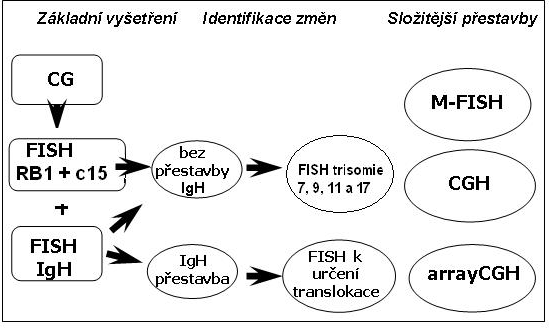 Základní vyšetření
Identifikace změn
Složitější přestavby
CG
FISH
RB1 + c15
+
FISH
IgH
bez
přestavby
IgH
IgH
přestavba
FISH trisomie
7, 9, 11 a 17
FISH k
určení
translokace
M-FISH
CGH
arrayCGH